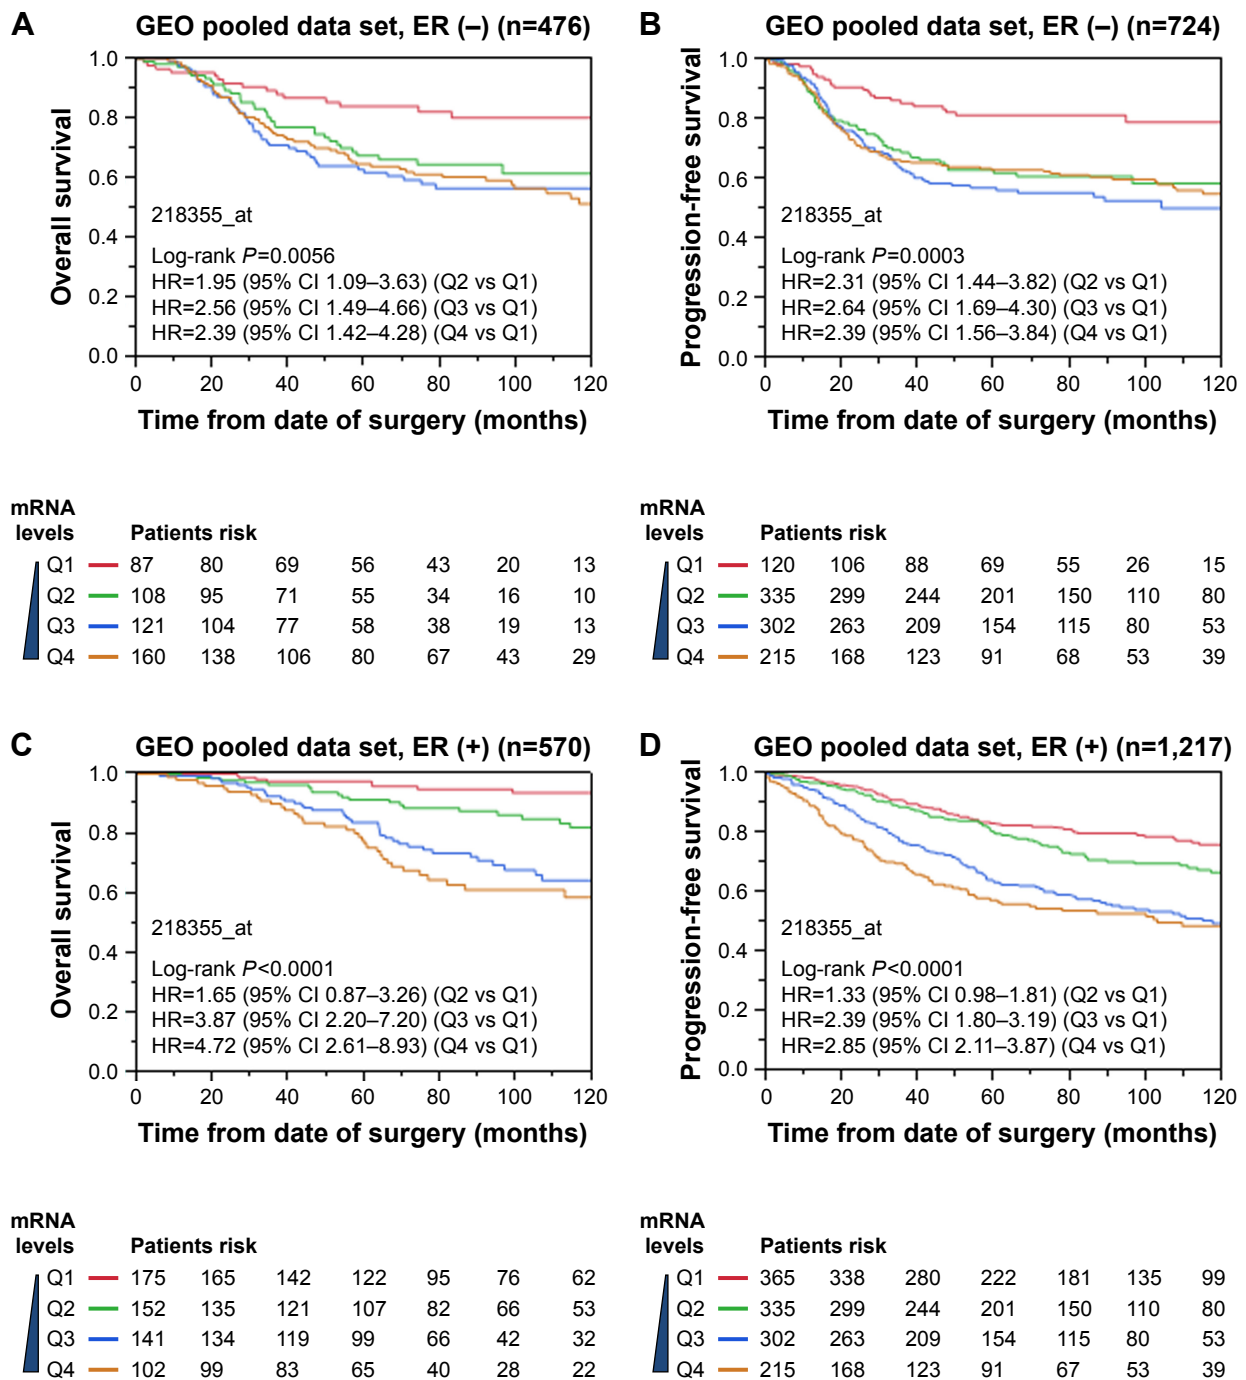 A
GEO pooled data set, ER (–) (n=476)
Overall survival
1.0
0.8
0.6
0.4
0.2
0.0
218355_at
Log-rank P=0.0056
HR=1.95 (95% CI 1.09–3.63) (Q2 vs Q1)
HR=2.56 (95% CI 1.49–4.66) (Q3 vs Q1)
HR=2.39 (95% CI 1.42–4.28) (Q4 vs Q1)
0 20 40 60 80 100 120
Time from date of surgery (months)
mRNA
levels Patients risk
Q1 87 80 69 56 43 20 13
Q2 108 95 71 55 34 16 10
Q3 121 104 77 58 38 19 13
Q4 160 138 106 80 67 43 29
B
GEO pooled data set, ER (–) (n=724)
Progression-free survival
1.0
0.8
0.6
0.4
0.2
0.0
218355_at
Log-rank P=0.0003
HR=2.31 (95% CI 1.44–3.82) (Q2 vs Q1)
HR=2.64 (95% CI 1.69–4.30) (Q3 vs Q1)
HR=2.39 (95% CI 1.56–3.84) (Q4 vs Q1)
0 20 40 60 80 100 120
Time from date of surgery (months)
mRNA
levels Patients risk
Q1 120 106 88 69 55 26 15
Q2 335 299 244 201 150 110 80
Q3 302 263 209 154 115 80 53
Q4 215 168 123 91 68 53 39
C
GEO pooled data set, ER (+) (n=570)
Overall survival
1.0
0.8
0.6
0.4
0.2
0.0
218355_at
Log-rank P<0.0001
HR=1.65 (95% CI 0.87–3.26) (Q2 vs Q1)
HR=3.87 (95% CI 2.20–7.20) (Q3 vs Q1)
HR=4.72 (95% CI 2.61–8.93) (Q4 vs Q1)
0 20 40 60 80 100 120
Time from date of surgery (months)
mRNA
levels Patients risk
Q1 175 165 142 122 95 76 62
Q2 152 135 121 107 82 66 53
Q3 141 134 119 99 66 42 32
Q4 102 99 83 65 40 28 22
D
GEO pooled data set, ER (+) (n=1,217)
Progression-free survival
1.0
0.8
0.6
0.4
0.2
0.0
218355_at
Log-rank P<0.0001
HR=1.33 (95% CI 0.98–1.81) (Q2 vs Q1)
HR=2.39 (95% CI 1.80–3.19) (Q3 vs Q1)
HR=2.85 (95% CI 2.11–3.87) (Q4 vs Q1)
0 20 40 60 80 100 120
Time from date of surgery (months)
mRNA
levels Patients risk
Q1 365 338 280 222 181 135 99
Q2 335 299 244 201 150 110 80
Q3 302 263 209 154 115 80 53
Q4 215 168 123 91 67 53 39